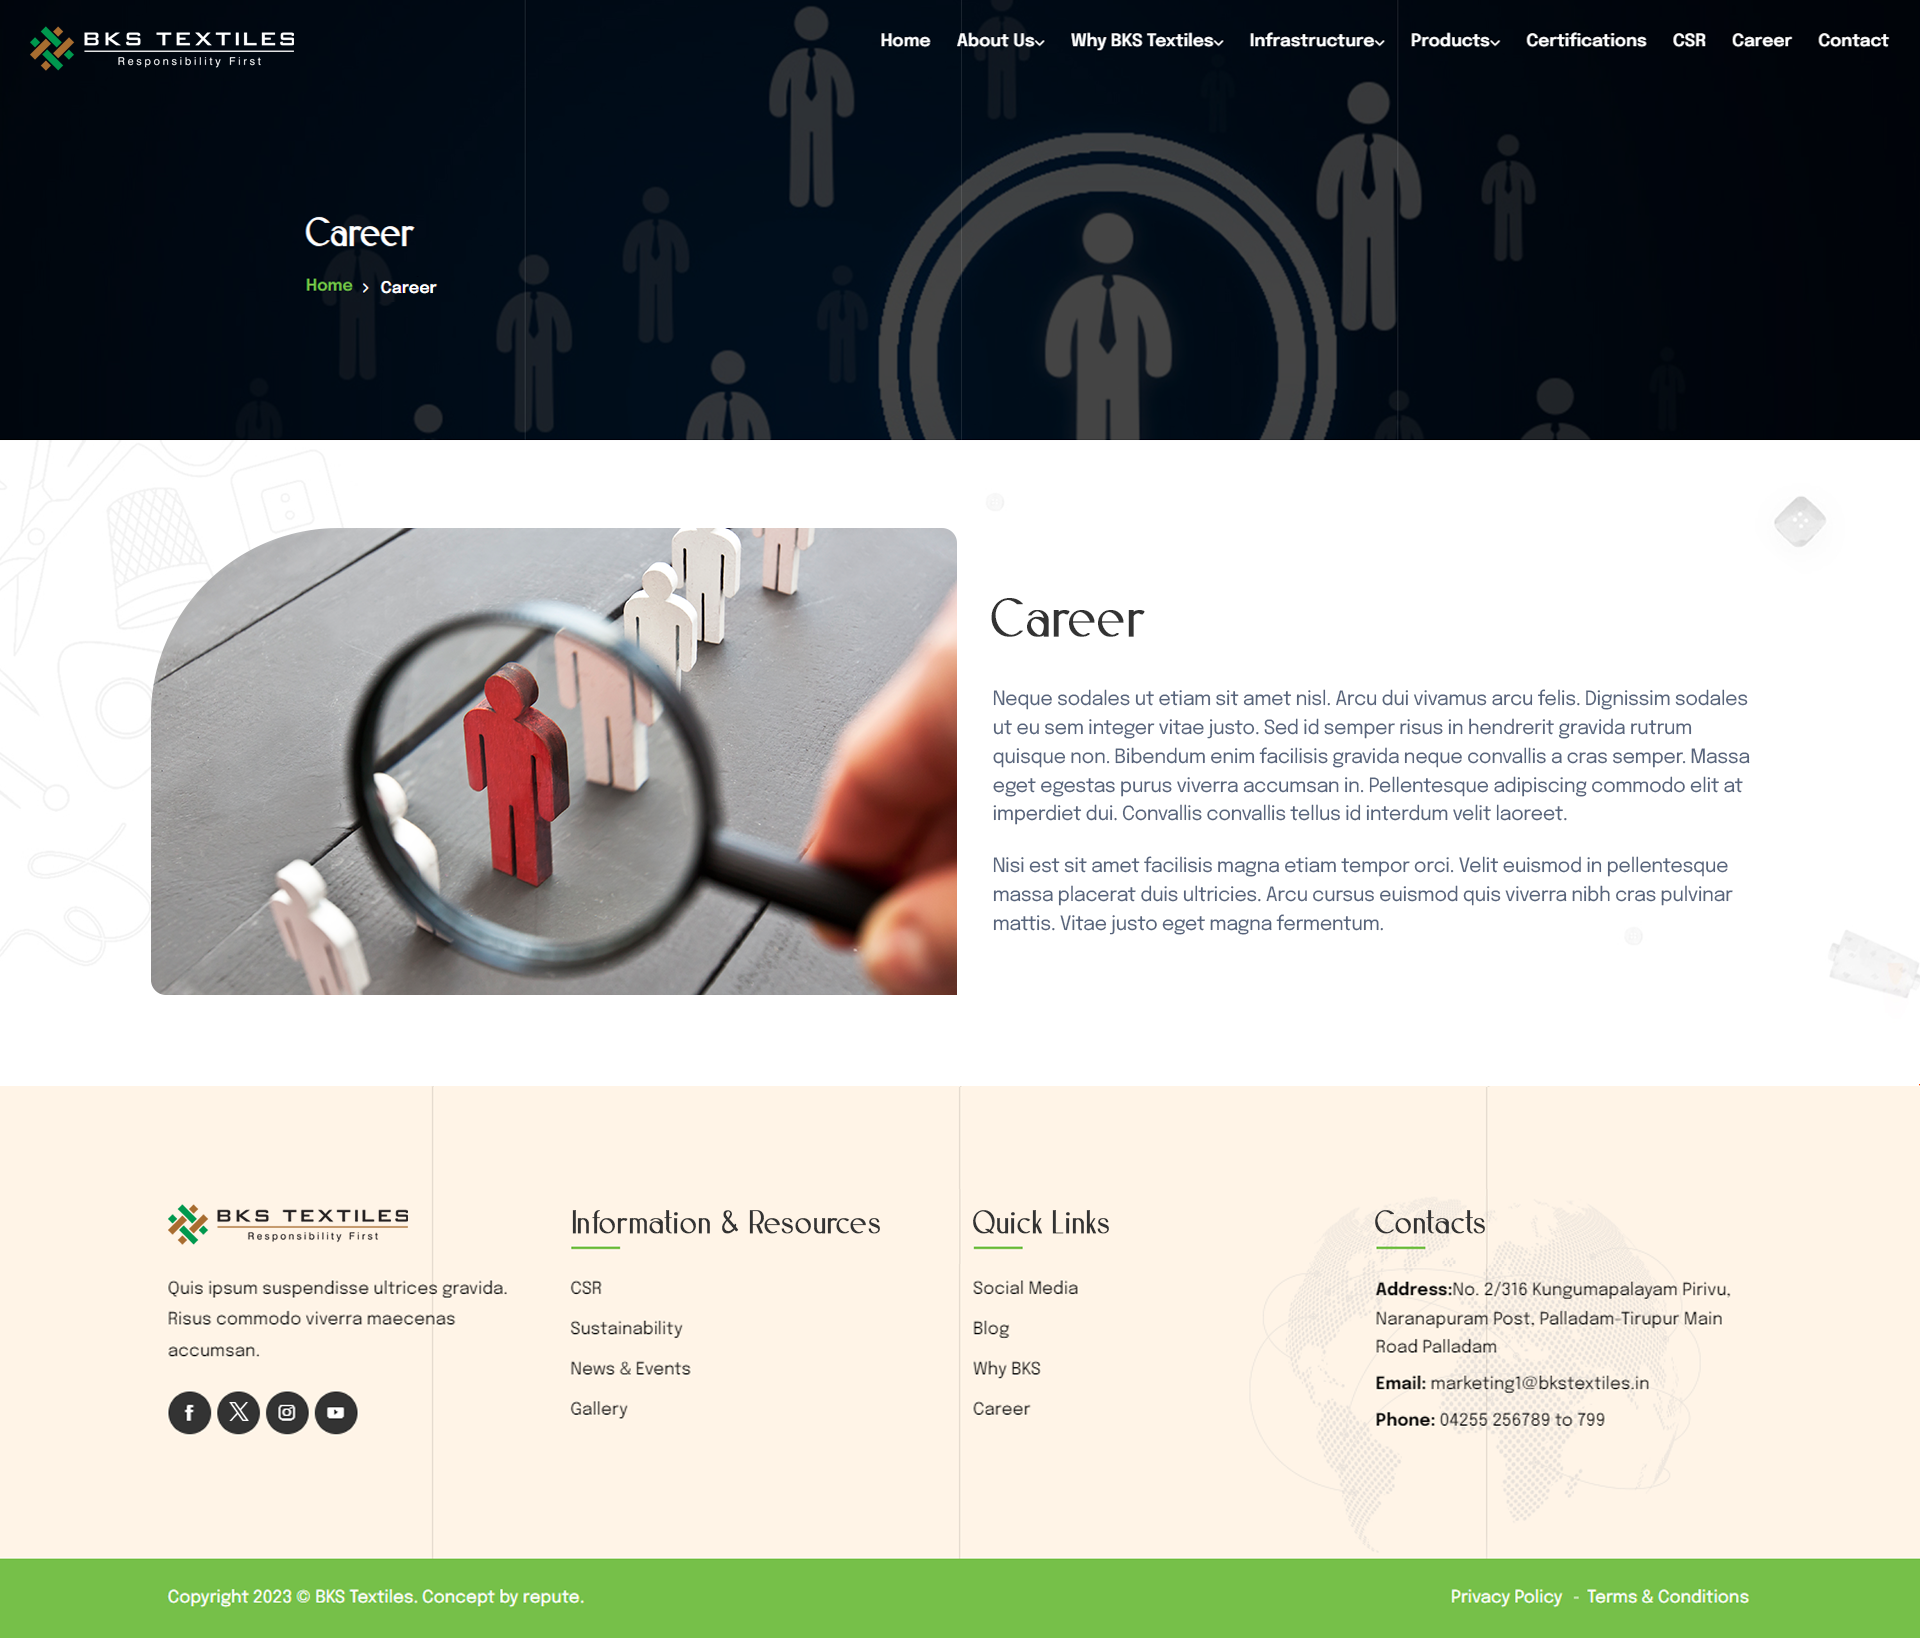 BKS TEXTILES
Responsibility First
Home About Us Why BKS Textiles Infrastructure Products Certifications CSR Career Contact
Career
Home › Career
Career
Neque sodales ut etiam sit amet nisl. Arcu dui vivamus arcu felis. Dignissim sodales
ut eu sem integer vitae justo. Sed id semper risus in hendrerit gravida rutrum
quisque non. Bibendum enim facilisis gravida neque convallis a cras semper. Massa
eget egestas purus viverra accumsan in. Pellentesque adipiscing commodo elit at
imperdiet dui. Convallis convallis tellus id interdum velit laoreet.
Nisi est sit amet facilisis magna etiam tempor orci. Velit euismod in pellentesque
massa placerat duis ultricies. Arcu cursus euismod quis viverra nibh cras pulvinar
mattis. Vitae justo eget magna fermentum.
BKS TEXTILES
Responsibility First
Quis ipsum suspendisse ultrices gravida.
Risus commodo viverra maecenas
accumsan.
Information & Resources
CSR
Sustainability
News & Events
Gallery
Quick Links
Social Media
Blog
Why BKS
Career
Contacts
Address:No. 2/316 Kungumapalayam Pirivu,
Naranapuram Post, Palladam-Tirupur Main
Road Palladam
Email: marketing1@bkstextiles.in
Phone: 04255 256789 to 799
Copyright 2023 © BKS Textiles. Concept by repute.
Privacy Policy - Terms & Conditions